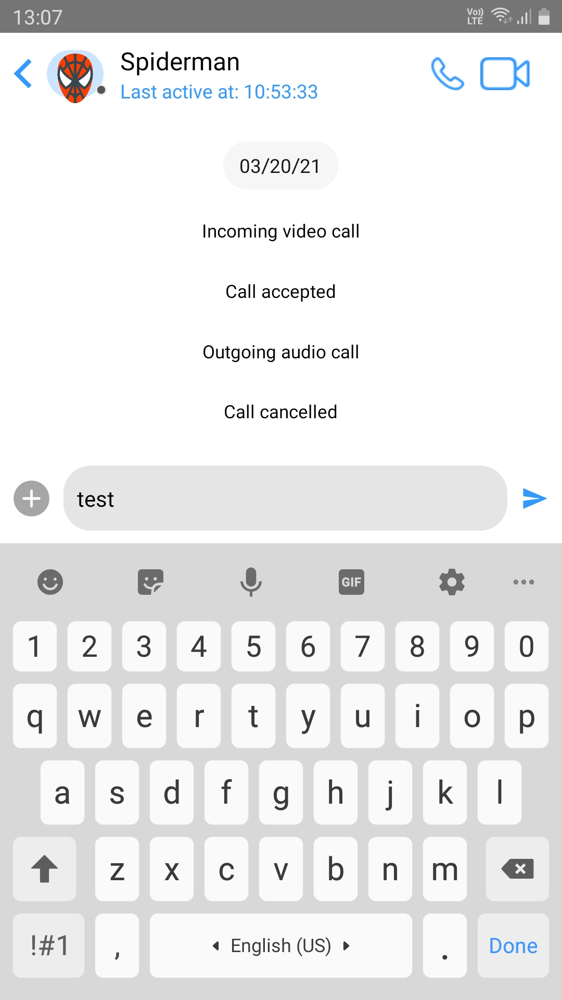 13:07
Vo)) LTE
Spiderman
Last active at: 10:53:33
03/20/21
Incoming video call
Call accepted
Outgoing audio call
Call cancelled
test
GIF
1 2 3 4 5 6 7 8 9 0
q w e r t y u i o p
a s d f g h j k l
z x c v b n m
!#1 , English (US) . Done